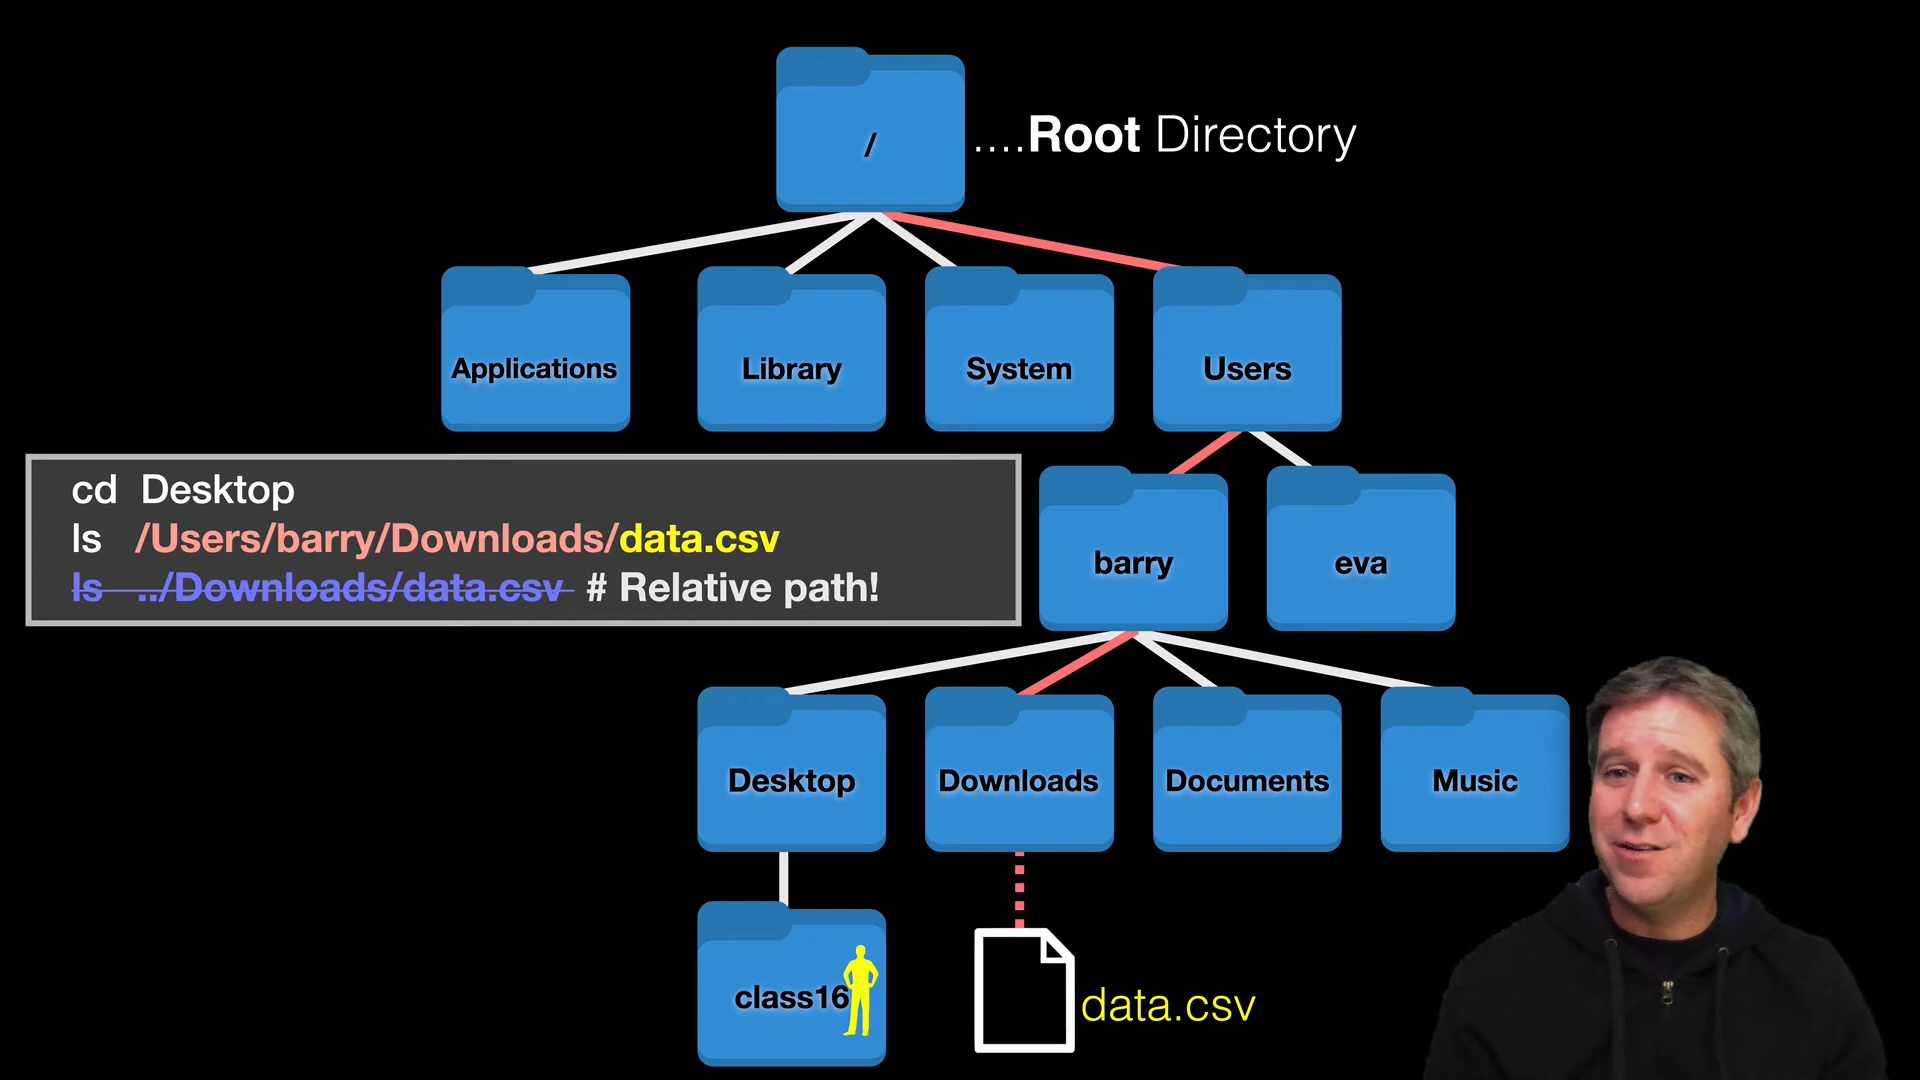 /
....Root Directory
Applications
Library
System
Users
cd Desktop
ls /Users/barry/Downloads/data.csv
ls ../Downloads/data.csv # Relative path!
barry
eva
Desktop
Downloads
Documents
Music
class16
data.csv